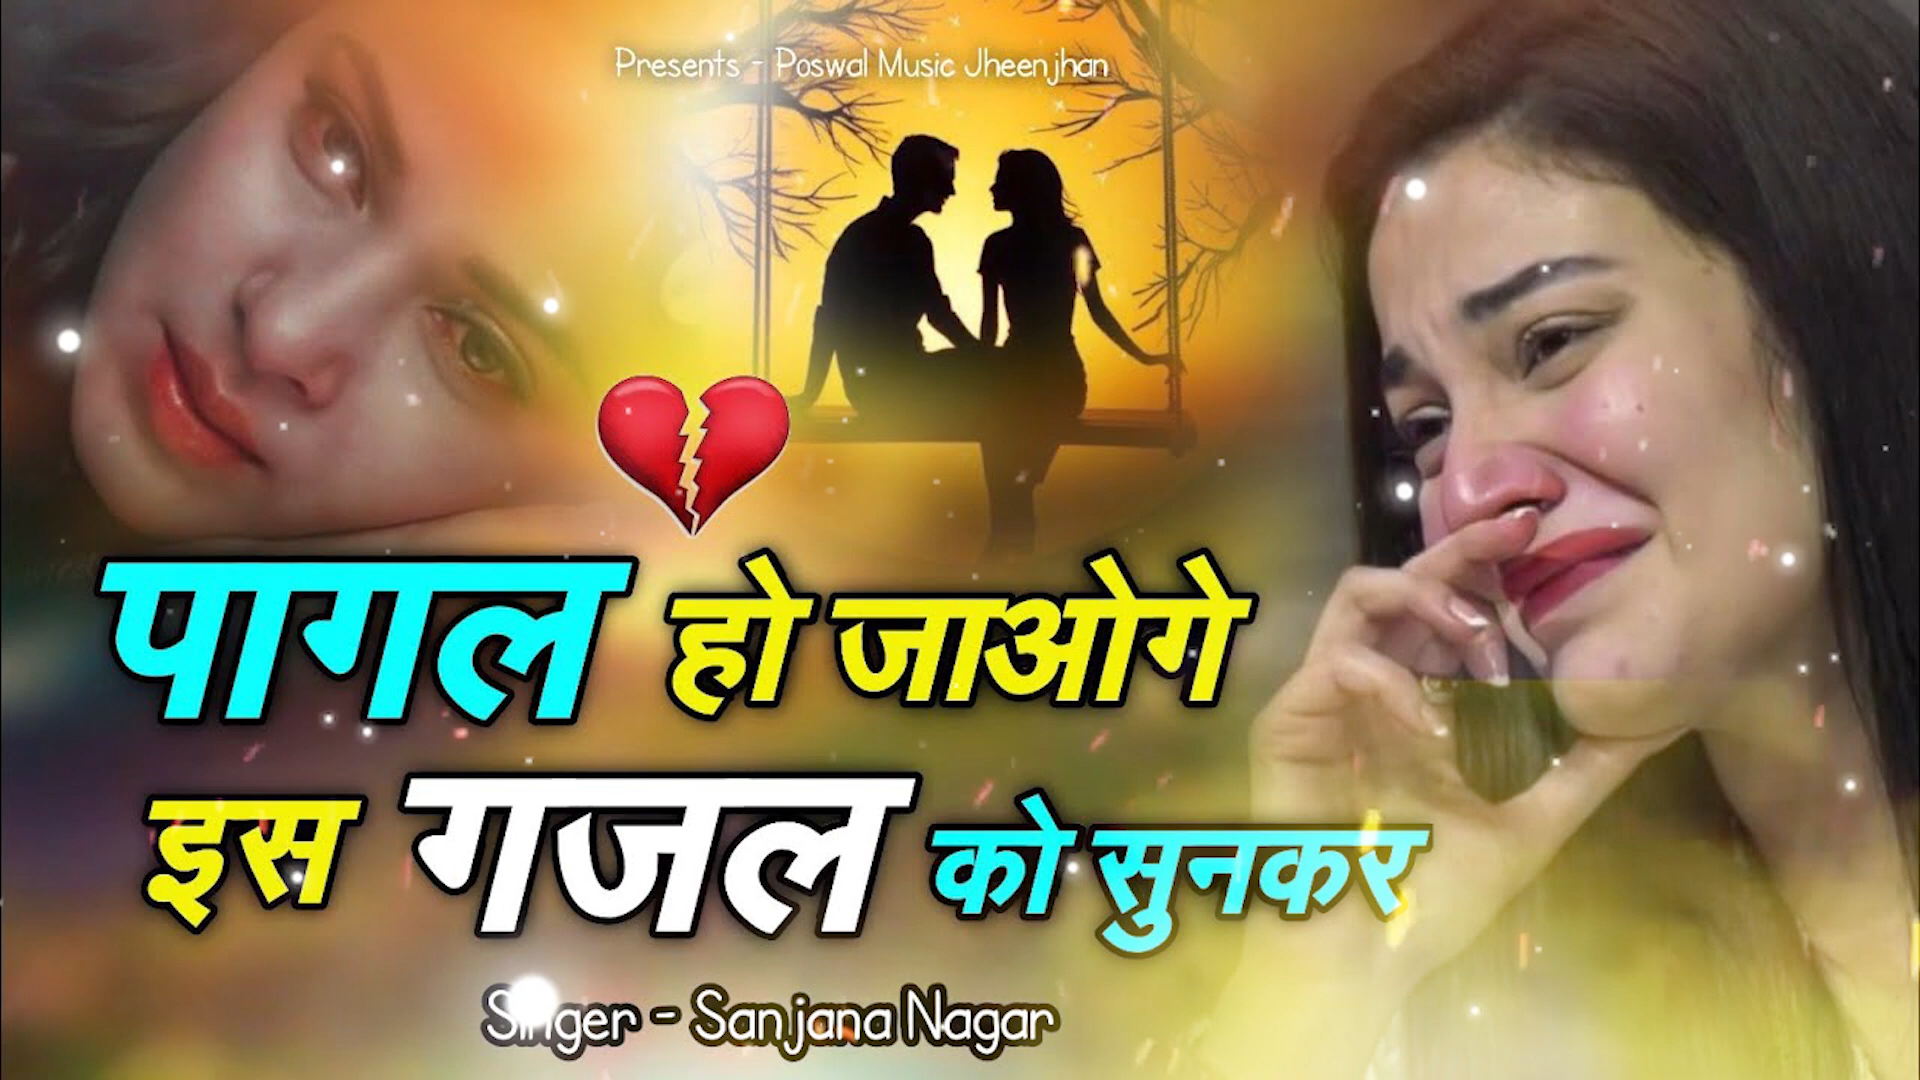 Presents - Poswal Music Jheenjhan
पागल हो जाओगे
इस गजल को सुनकर
Singer - Sanjana Nagar